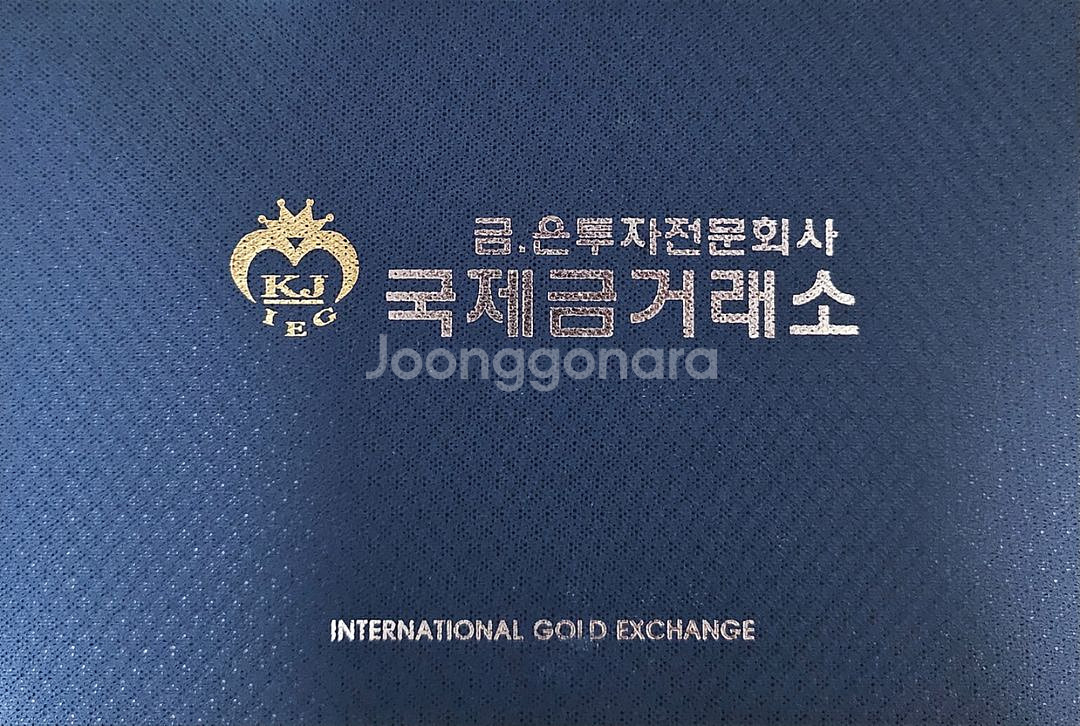 금.은투자전문회사
KJ
국제금거래소
IEG
Joonggonara
INTERNATIONAL GOLD EXCHANGE